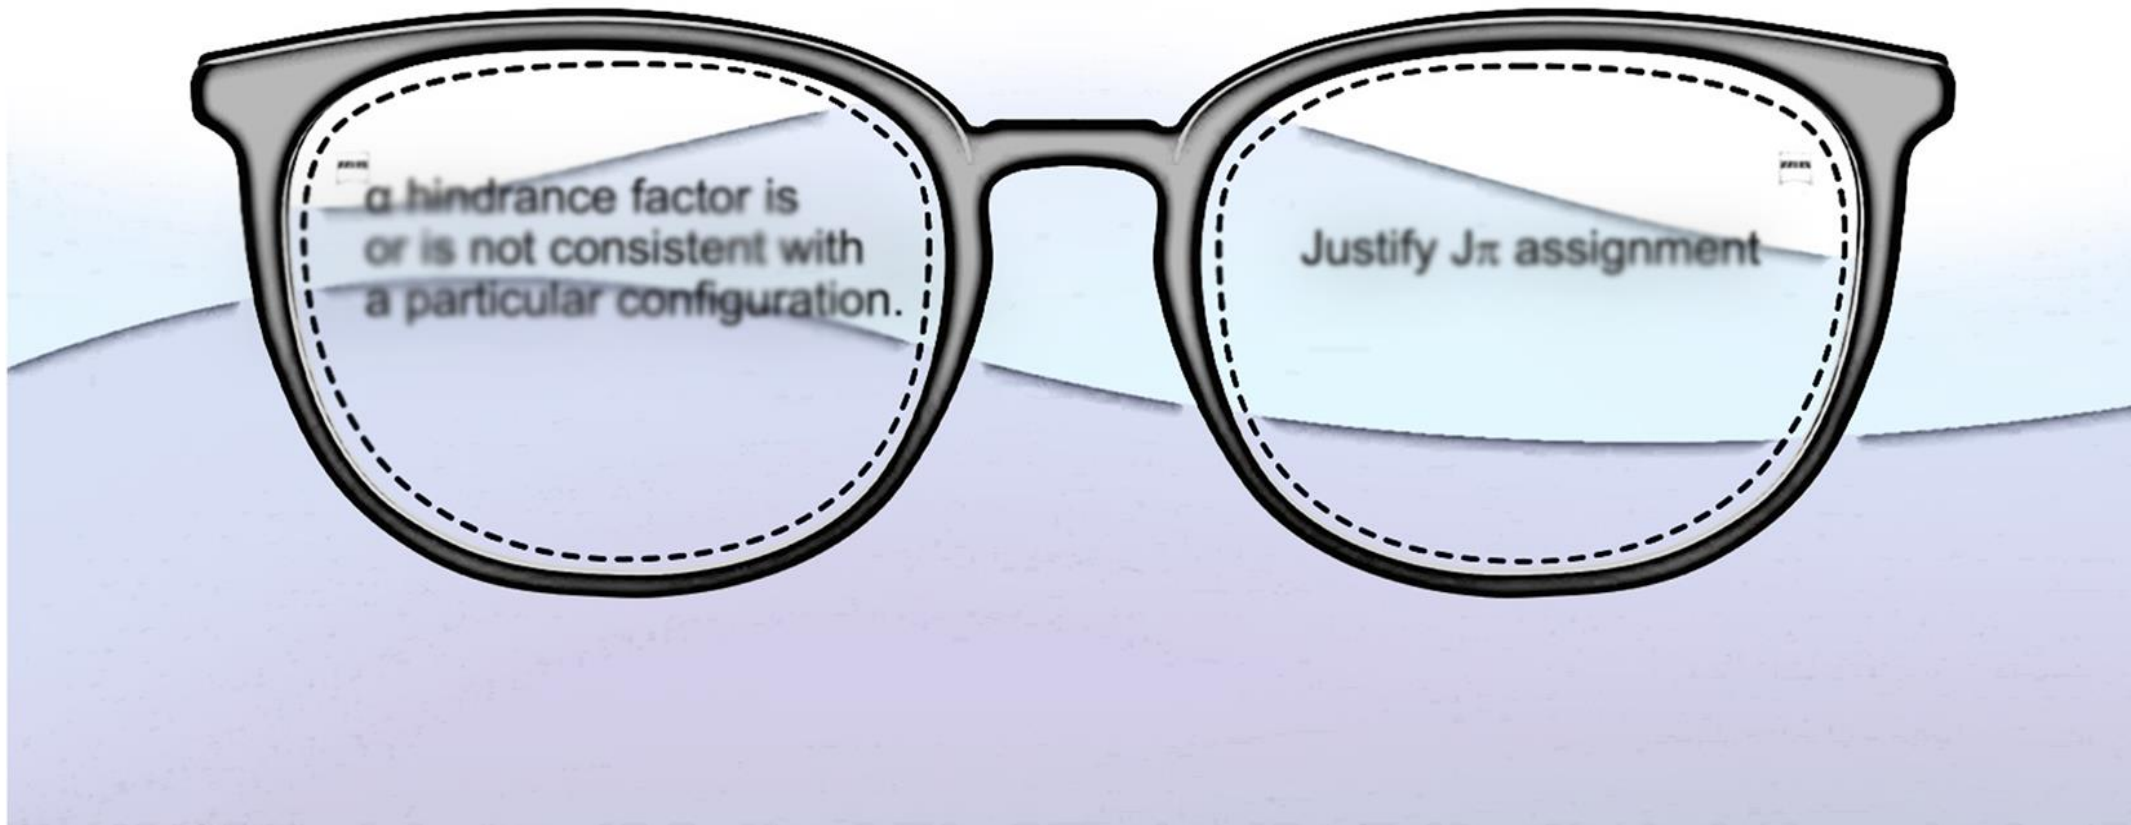 α hindrance factor is
or is not consistent with
a particular configuration.
Justify Jπ assignment